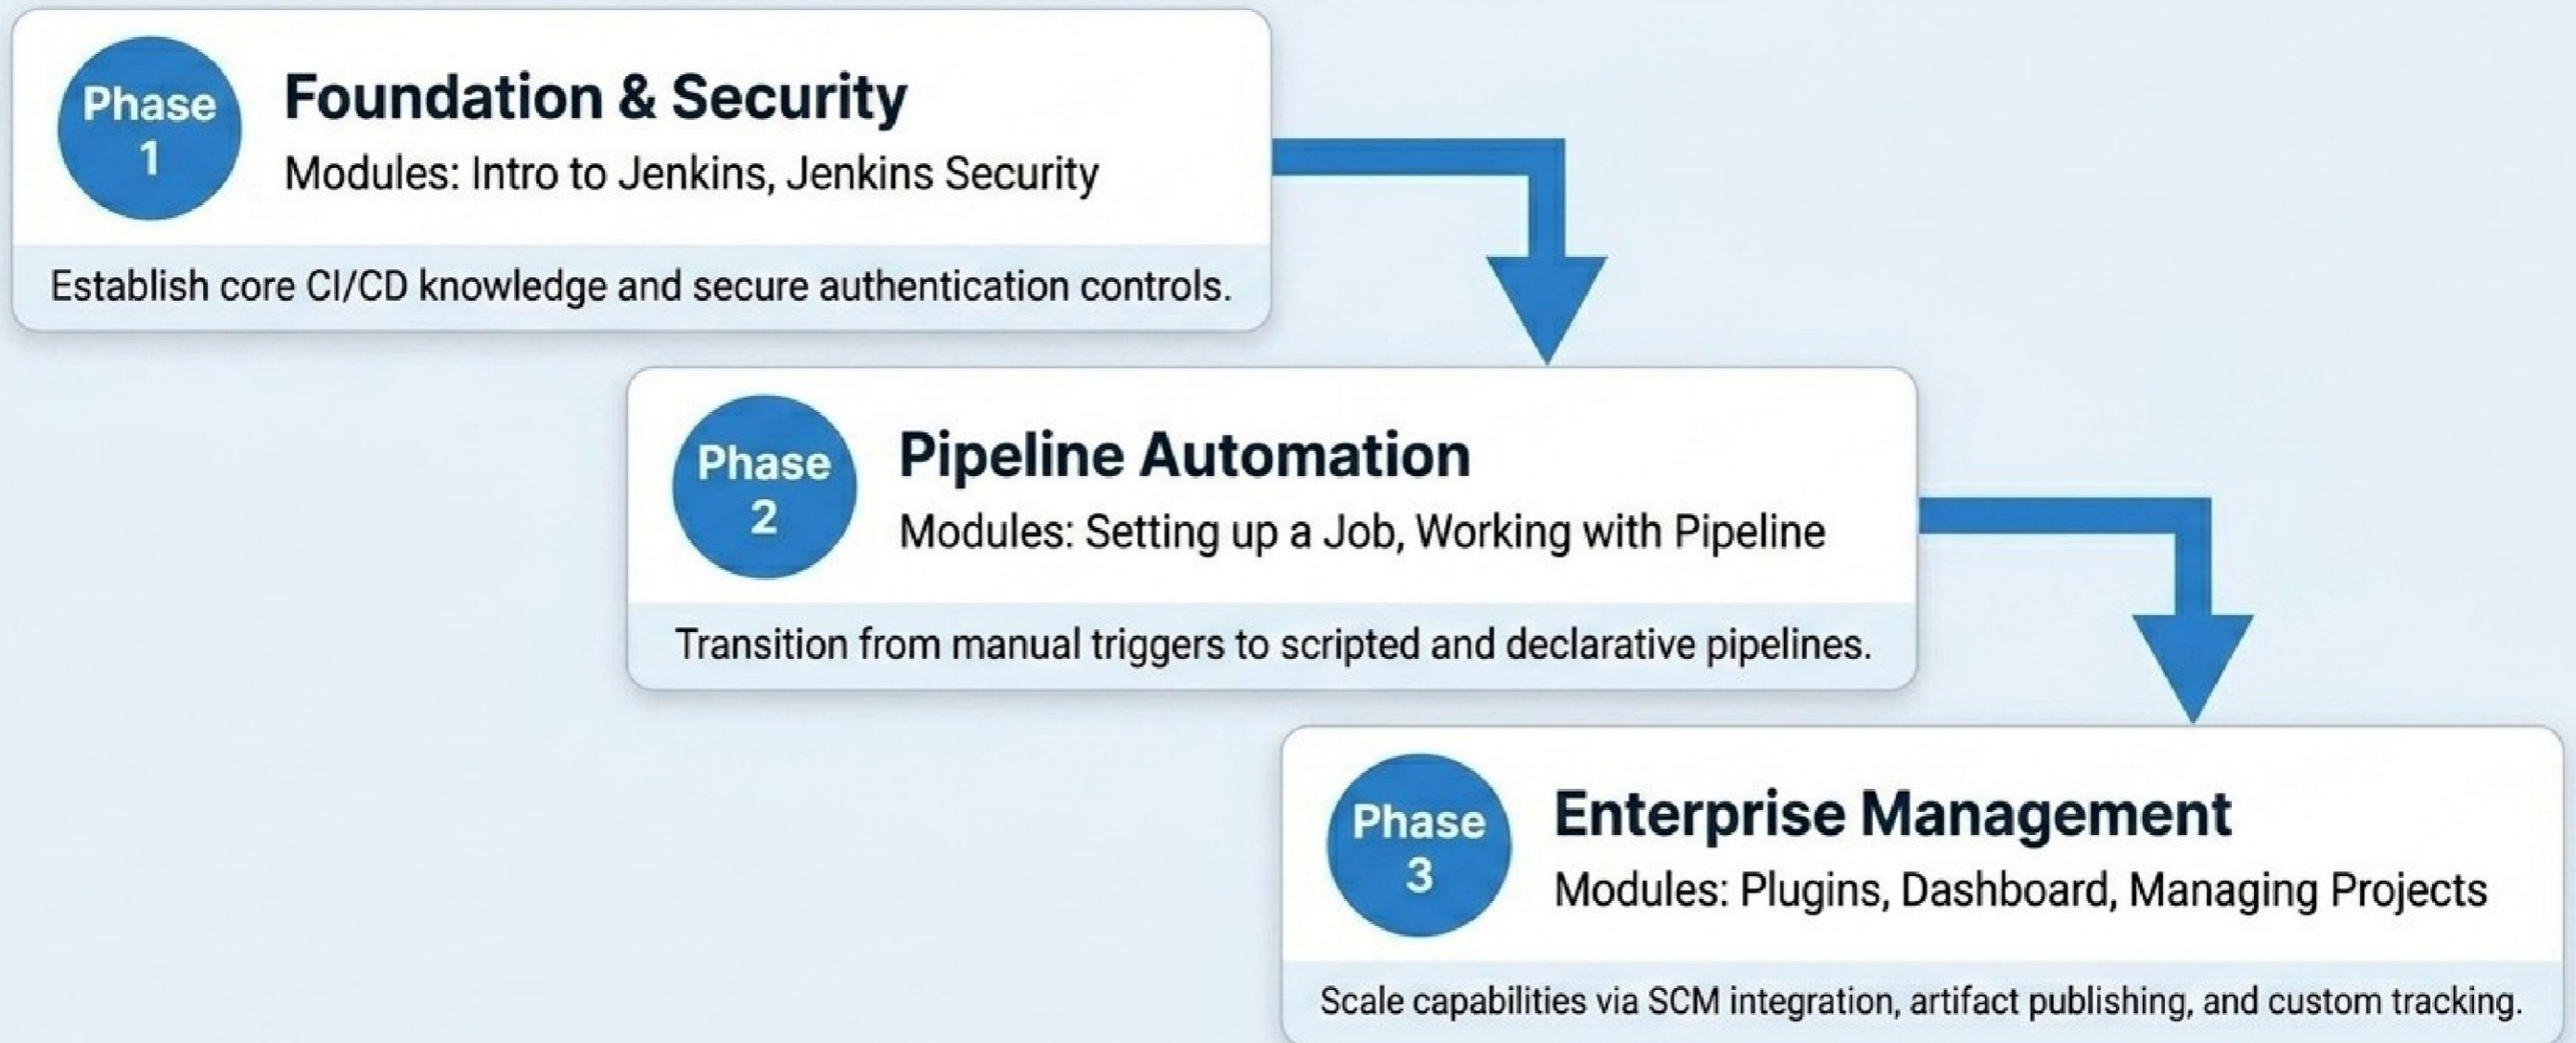 Phase
1
Foundation & Security
Modules: Intro to Jenkins, Jenkins Security
Establish core CI/CD knowledge and secure authentication controls.
Phase
2
Pipeline Automation
Modules: Setting up a Job, Working with Pipeline
Transition from manual triggers to scripted and declarative pipelines.
Phase
3
Enterprise Management
Modules: Plugins, Dashboard, Managing Projects
Scale capabilities via SCM integration, artifact publishing, and custom tracking.